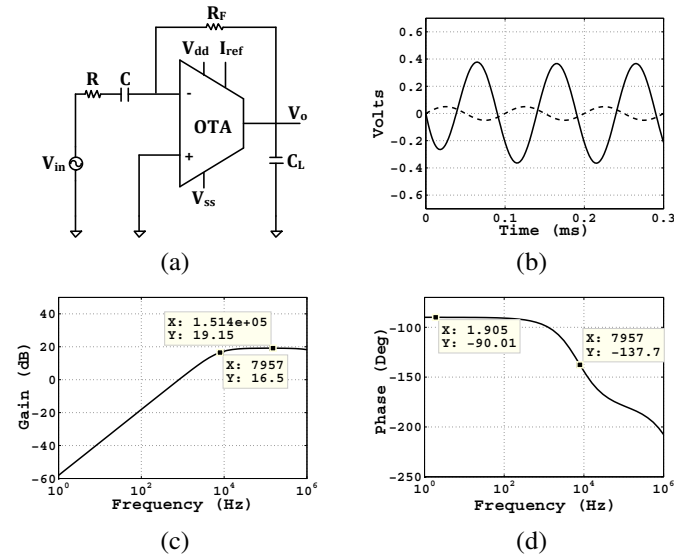 R_F
V_dd I_ref
R C
-
OTA
V_o
+
V_in
C_L
V_ss
(a)
0.6
0.4
0.2
0
-0.2
-0.4
-0.6
Volts
0 0.1 0.2 0.3
Time (ms)
(b)
40
20
0
-20
-40
-60
Gain (dB)
X: 1.514e+05
Y: 19.15
X: 7957
Y: 16.5
10^0 10^2 10^4 10^6
Frequency (Hz)
(c)
-100
-150
-200
-250
Phase (Deg)
X: 1.905
Y: -90.01
X: 7957
Y: -137.7
10^0 10^2 10^4 10^6
Frequency (Hz)
(d)